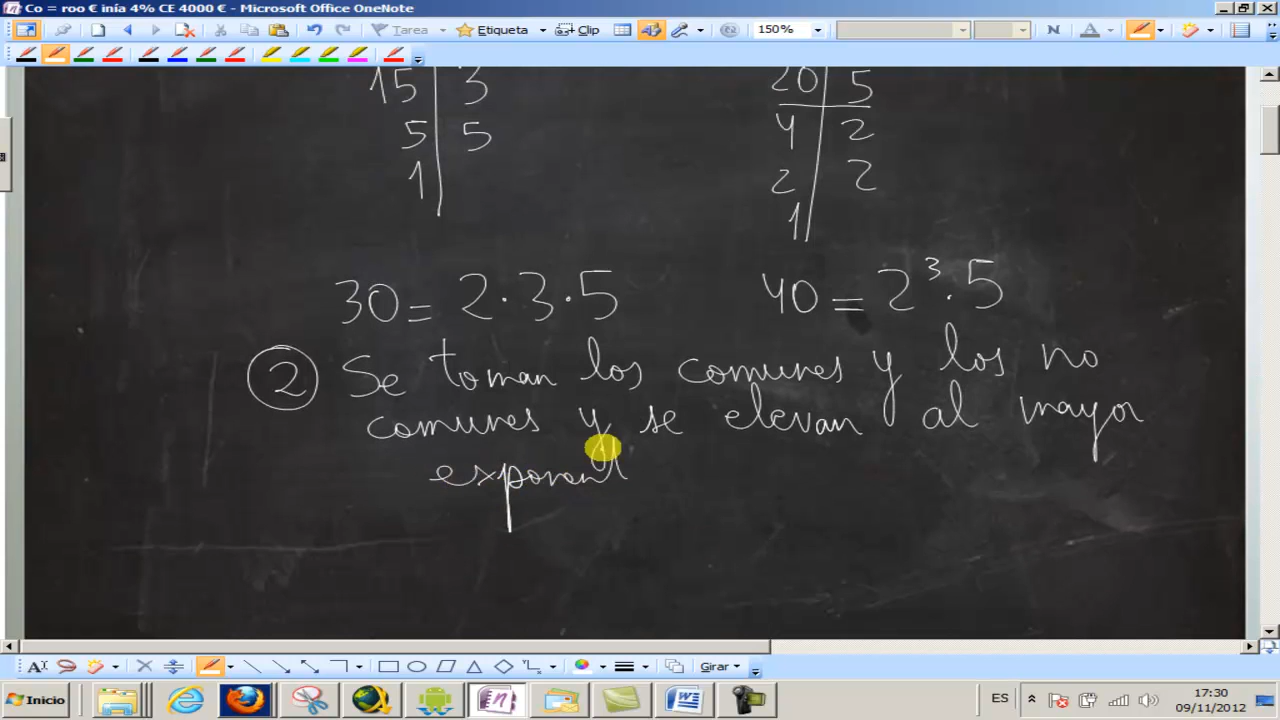 Co = roo € inía 4% CE 4000 € - Microsoft Office OneNote
Tarea Etiqueta Clip 150% N A
15 3
5 5
1
20 5
4 2
2 2
1
30 = 2 · 3 · 5
40 = 2³ · 5
2 Se toman los comunes y los no
comunes y se elevan al mayor
exponent
A Girar
Inicio
ES 17:30
09/11/2012